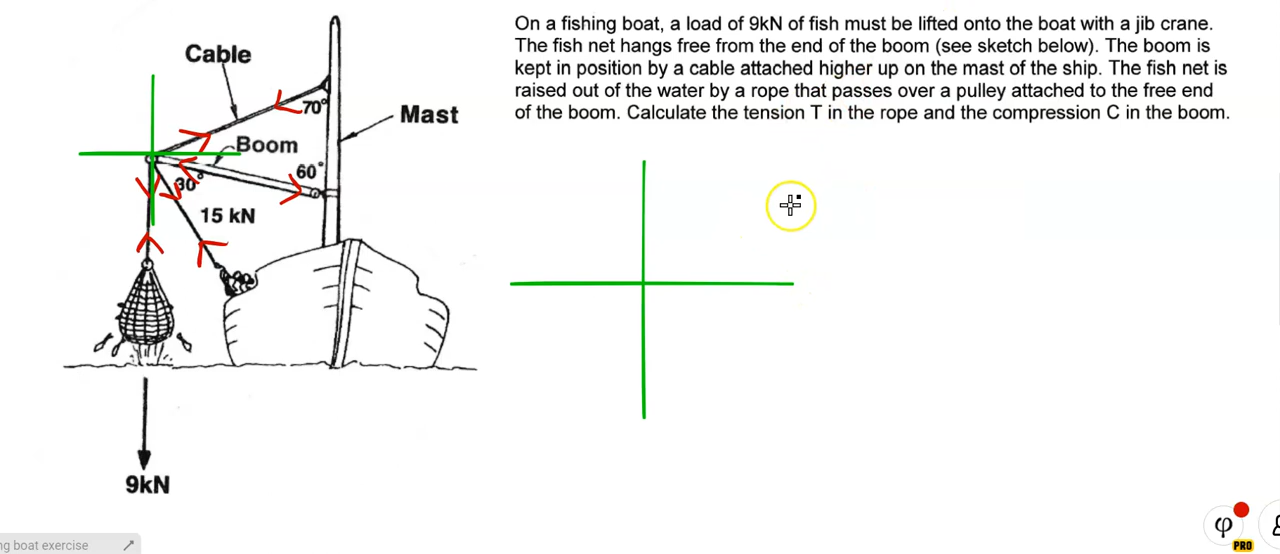 On a fishing boat, a load of 9kN of fish must be lifted onto the boat with a jib crane.
The fish net hangs free from the end of the boom (see sketch below). The boom is
kept in position by a cable attached higher up on the mast of the ship. The fish net is
raised out of the water by a rope that passes over a pulley attached to the free end
of the boom. Calculate the tension T in the rope and the compression C in the boom.
Cable
70°
Mast
Boom
60°
30°
15 kN
9kN
ng boat exercise
φ
PRO